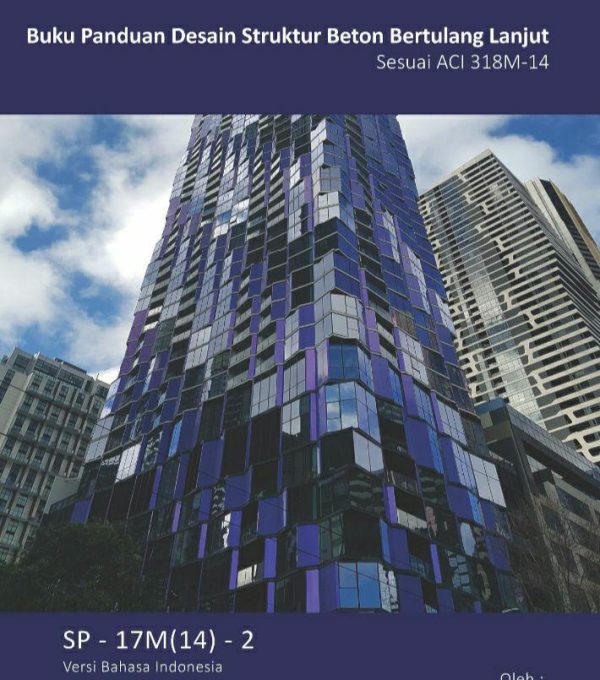 Buku Panduan Desain Struktur Beton Bertulang Lanjut
Sesuai ACI 318M-14
SP - 17M(14) - 2
Versi Bahasa Indonesia
Oleh :